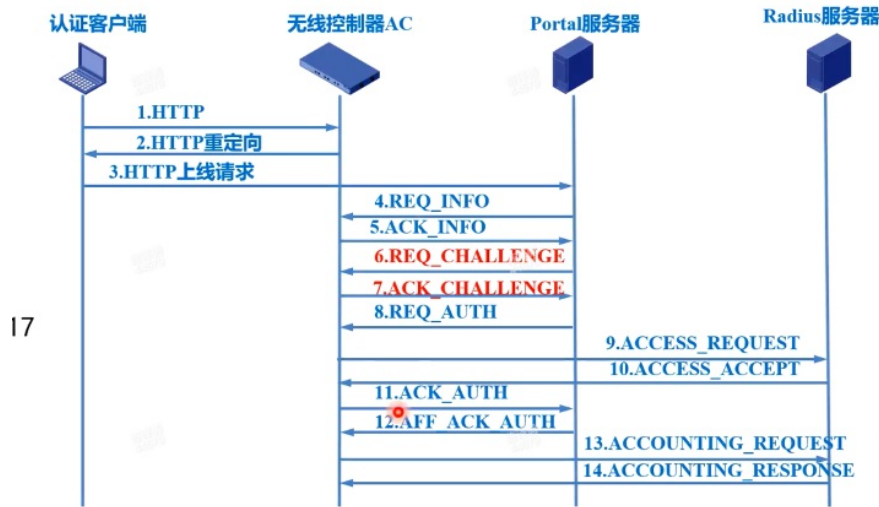 认证客户端
无线控制器AC
Portal服务器
Radius服务器
1.HTTP
2.HTTP重定向
3.HTTP上线请求
4.REQ_INFO
5.ACK_INFO
6.REQ_CHALLENGE
7.ACK_CHALLENGE
8.REQ_AUTH
17
9.ACCESS_REQUEST
10.ACCESS_ACCEPT
11.ACK_AUTH
12.AFF_ACK_AUTH
13.ACCOUNTING_REQUEST
14.ACCOUNTING_RESPONSE